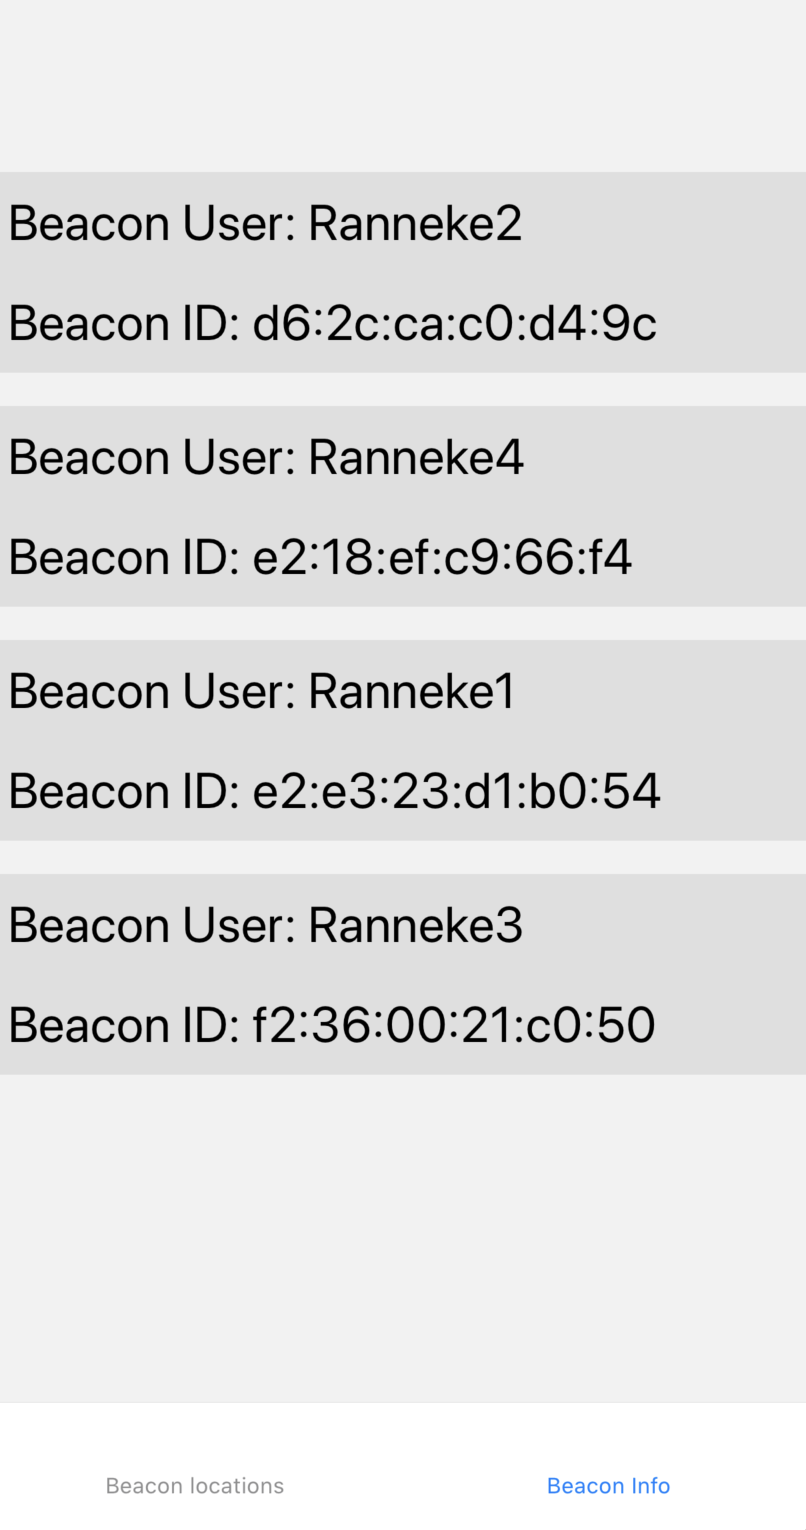 Beacon User: Ranneke2
Beacon ID: d6:2c:ca:c0:d4:9c
Beacon User: Ranneke4
Beacon ID: e2:18:ef:c9:66:f4
Beacon User: Ranneke1
Beacon ID: e2:e3:23:d1:b0:54
Beacon User: Ranneke3
Beacon ID: f2:36:00:21:c0:50
Beacon locations
Beacon Info